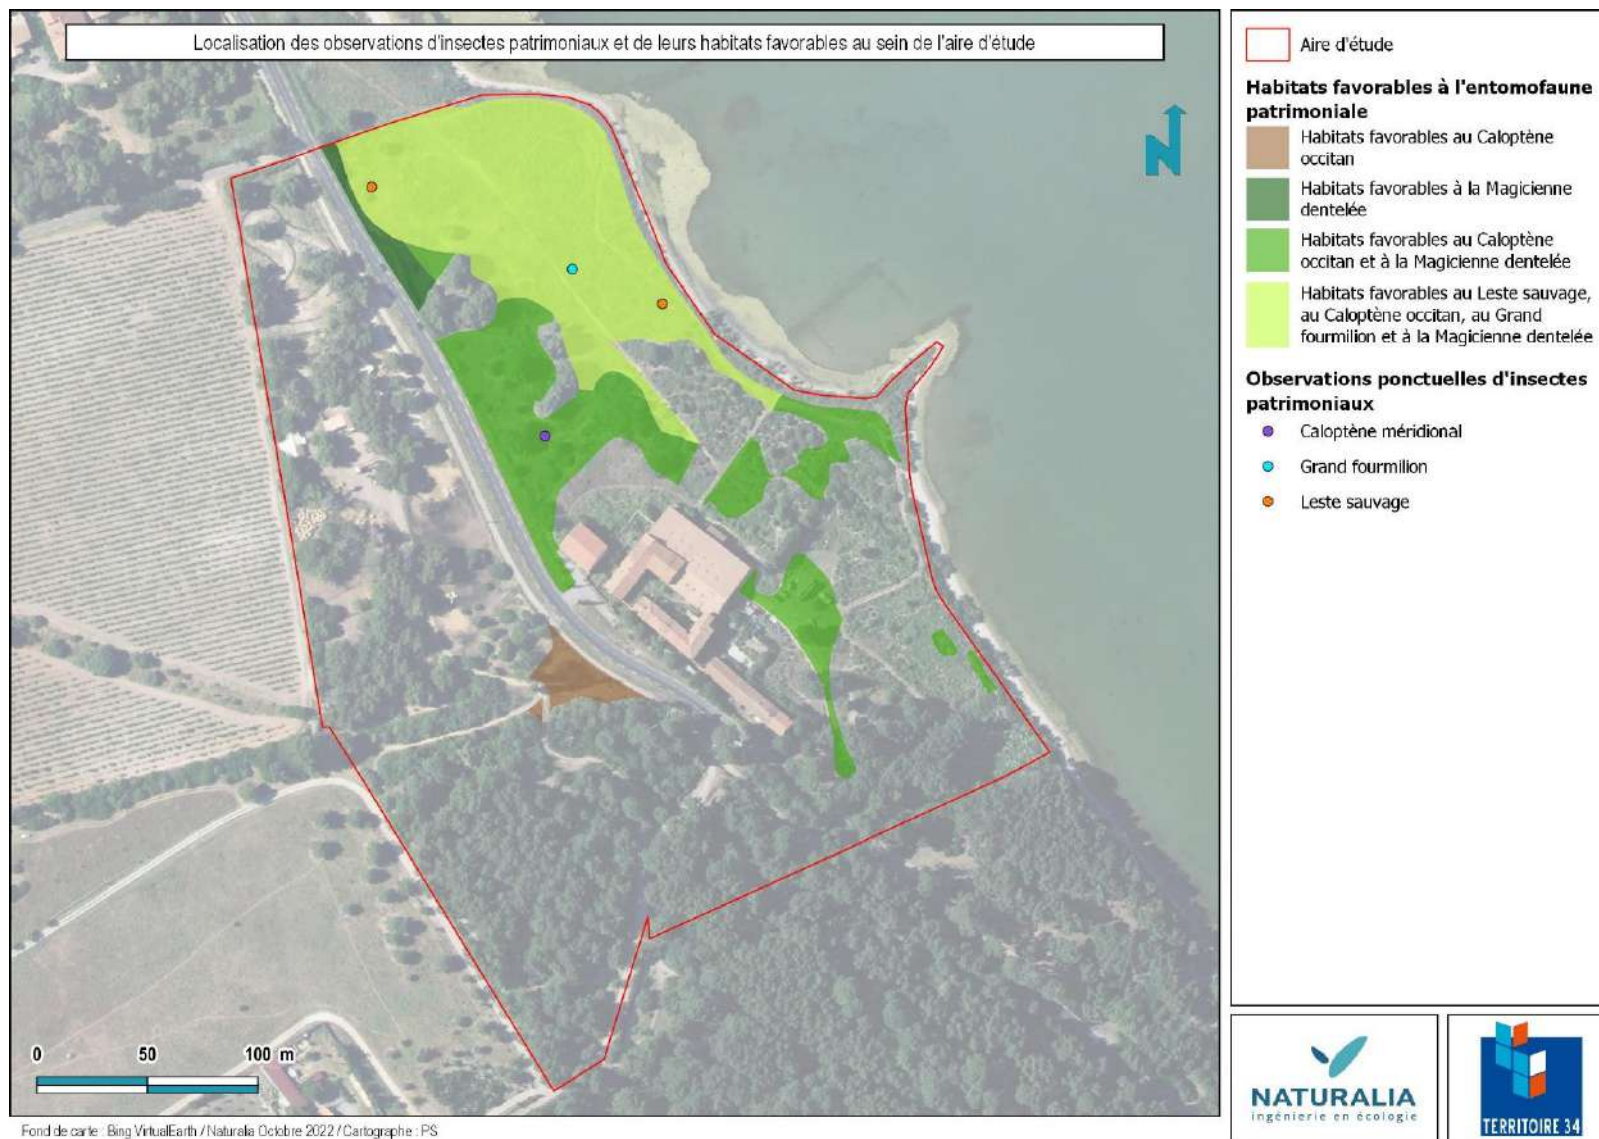 Localisation des observations d'insectes patrimoniaux et de leurs habitats favorables au sein de l'aire d'étude
N
0 50 100 m
Fond de carte : Bing VirtualEarth / Naturalia Octobre 2022 / Cartographe : PS
Aire d'étude
Habitats favorables à l'entomofaune
patrimoniale
Habitats favorables au Caloptène
occitan
Habitats favorables à la Magicienne
dentelée
Habitats favorables au Caloptène
occitan et à la Magicienne dentelée
Habitats favorables au Leste sauvage,
au Caloptène occitan, au Grand
fourmilion et à la Magicienne dentelée
Observations ponctuelles d'insectes
patrimoniaux
Caloptène méridional
Grand fourmilion
Leste sauvage
NATURALIA
ingénierie en écologie
TERRITOIRE 34